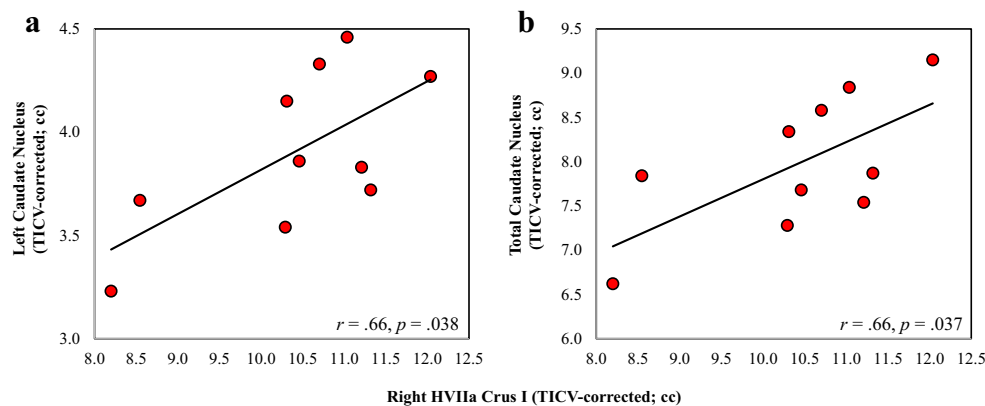 a
4.5
4.0
3.5
3.0
Left Caudate Nucleus
(TICV-corrected; cc)
r = .66, p = .038
8.0 8.5 9.0 9.5 10.0 10.5 11.0 11.5 12.0 12.5
b
9.5
9.0
8.5
8.0
7.5
7.0
6.5
6.0
Total Caudate Nucleus
(TICV-corrected; cc)
r = .66, p = .037
8.0 8.5 9.0 9.5 10.0 10.5 11.0 11.5 12.0 12.5
Right HVIIa Crus I (TICV-corrected; cc)